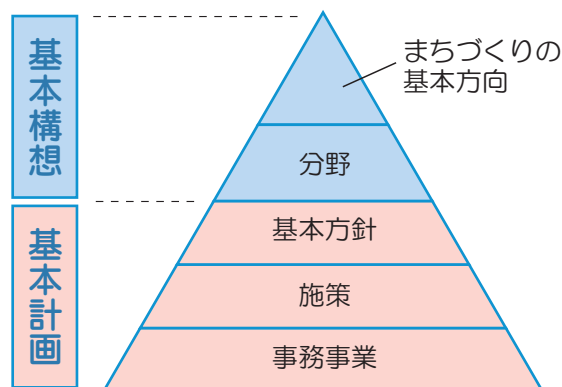 基本構想
まちづくりの
基本方向
分野
基本計画
基本方針
施策
事務事業